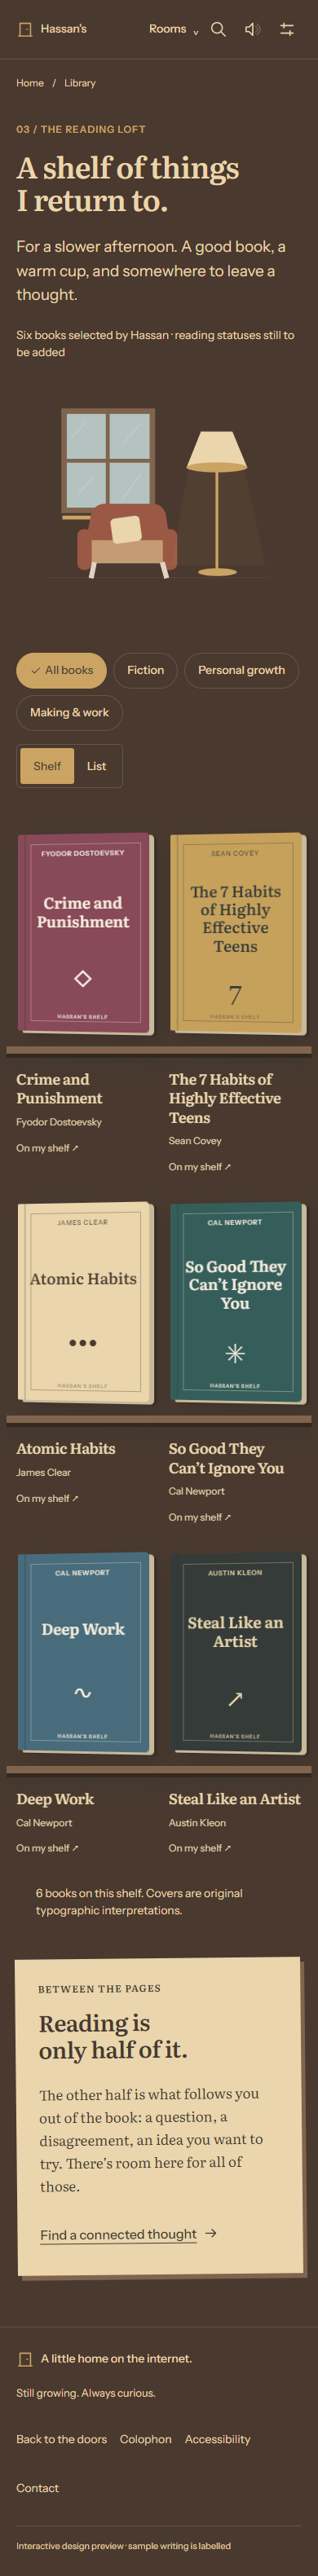 Hassan's
Rooms
Home / Library
03 / THE READING LOFT
A shelf of things
I return to.
For a slower afternoon. A good book, a
warm cup, and somewhere to leave a
thought.
Six books selected by Hassan · reading statuses still to
be added
✓ All books
Fiction
Personal growth
Making & work
Shelf
List
FYODOR DOSTOEVSKY
Crime and
Punishment
HASSAN'S SHELF
SEAN COVEY
The 7 Habits
of Highly
Effective
Teens
7
HASSAN'S SHELF
Crime and
Punishment
Fyodor Dostoevsky
On my shelf ↗
The 7 Habits of
Highly Effective
Teens
Sean Covey
On my shelf ↗
JAMES CLEAR
Atomic Habits
HASSAN'S SHELF
CAL NEWPORT
So Good They
Can't Ignore
You
HASSAN'S SHELF
Atomic Habits
James Clear
On my shelf ↗
So Good They
Can't Ignore You
Cal Newport
On my shelf ↗
CAL NEWPORT
Deep Work
HASSAN'S SHELF
AUSTIN KLEON
Steal Like an
Artist
HASSAN'S SHELF
Deep Work
Cal Newport
On my shelf ↗
Steal Like an Artist
Austin Kleon
On my shelf ↗
6 books on this shelf. Covers are original
typographic interpretations.
BETWEEN THE PAGES
Reading is
only half of it.
The other half is what follows you
out of the book: a question, a
disagreement, an idea you want to
try. There's room here for all of
those.
Find a connected thought →
A little home on the internet.
Still growing. Always curious.
Back to the doors
Colophon
Accessibility
Contact
Interactive design preview · sample writing is labelled